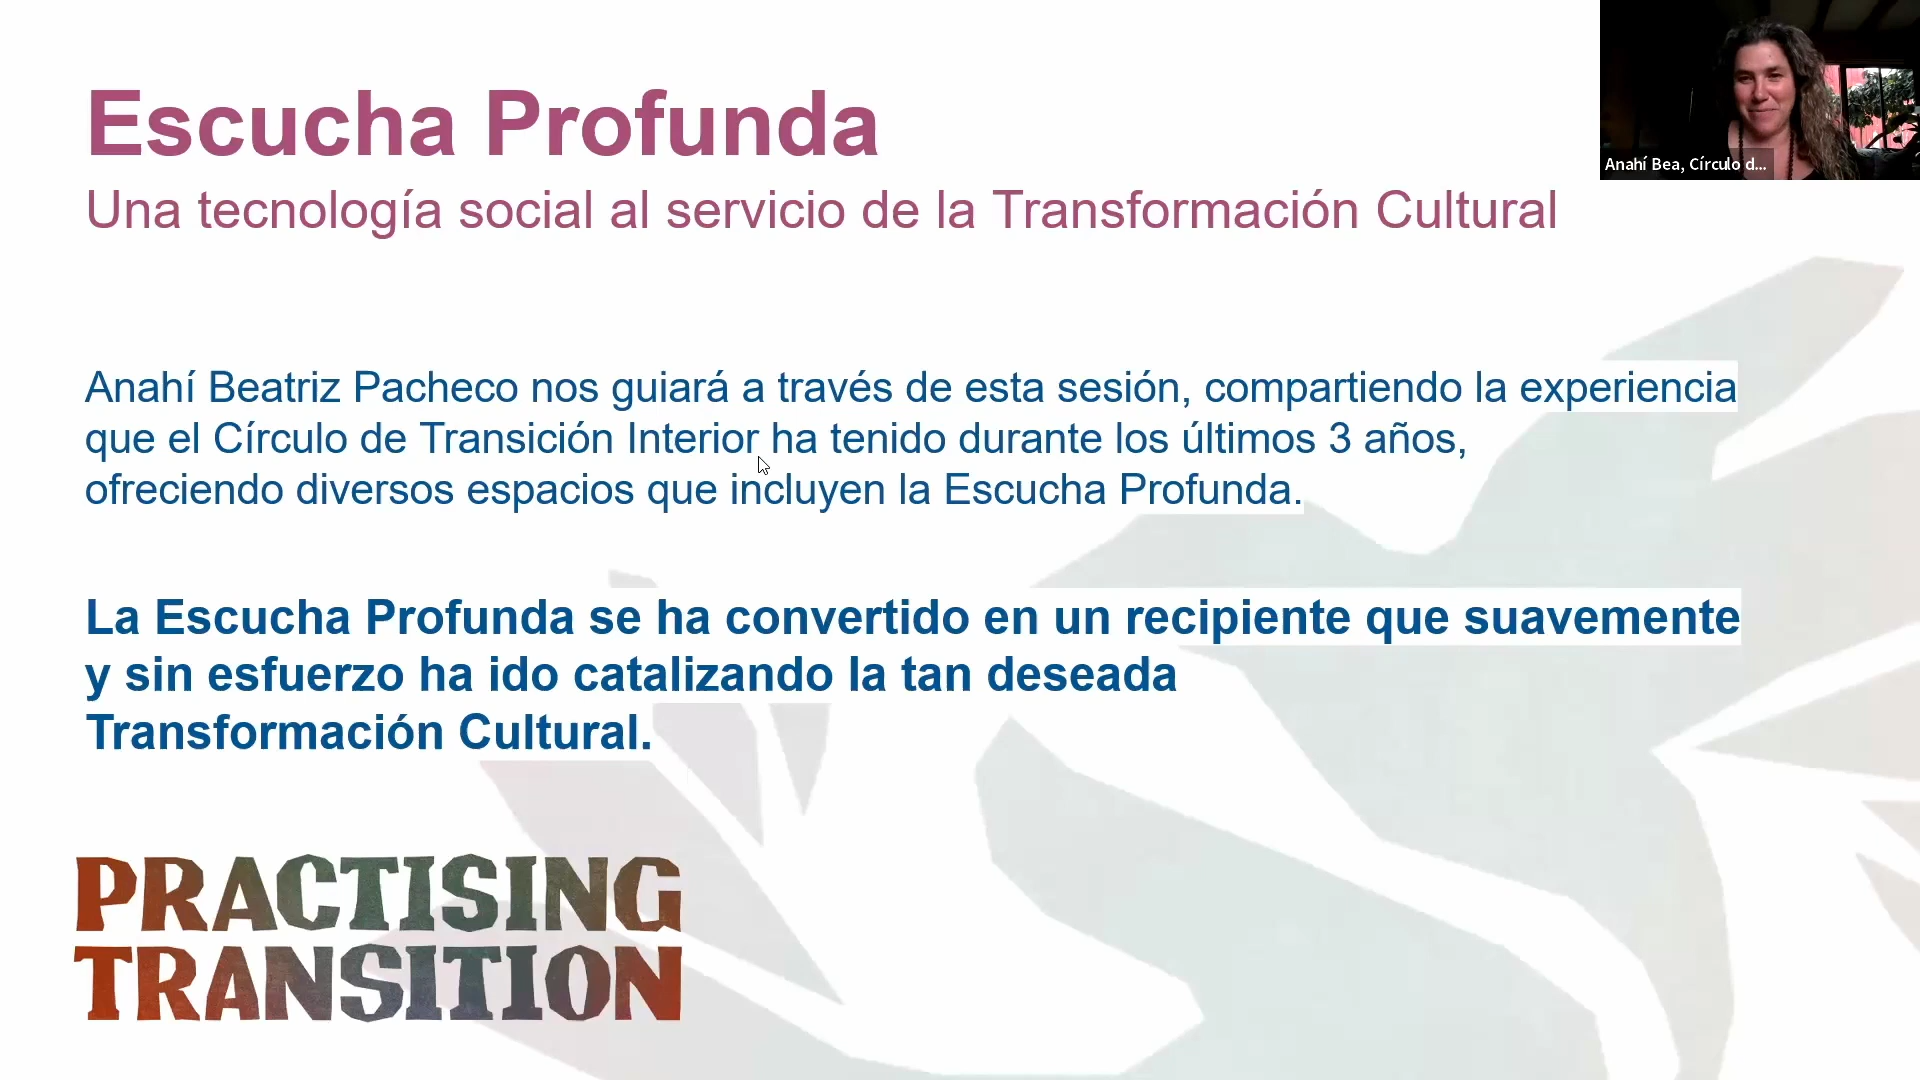 Escucha Profunda
Una tecnología social al servicio de la Transformación Cultural
Anahí Bea, Círculo d...
Anahí Beatriz Pacheco nos guiará a través de esta sesión, compartiendo la experiencia
que el Círculo de Transición Interior ha tenido durante los últimos 3 años,
ofreciendo diversos espacios que incluyen la Escucha Profunda.
La Escucha Profunda se ha convertido en un recipiente que suavemente
y sin esfuerzo ha ido catalizando la tan deseada
Transformación Cultural.
PRACTISING
TRANSITION